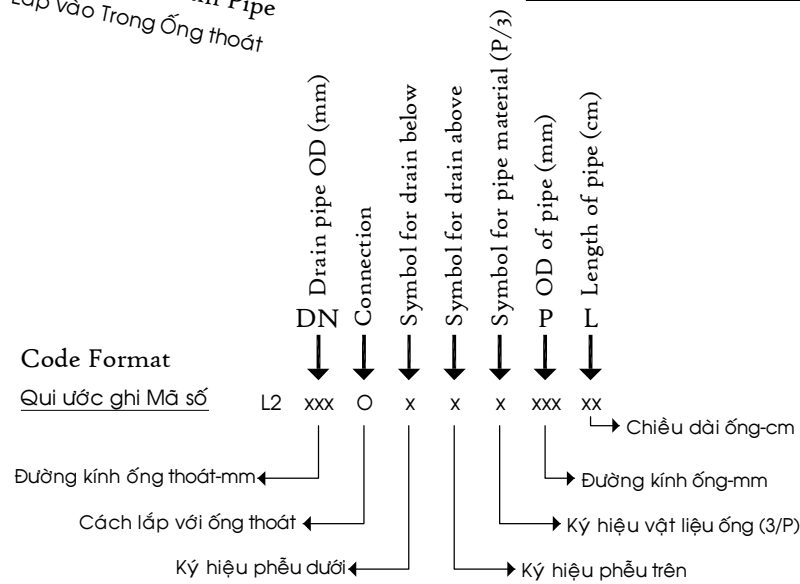 Pipe
Lắp vào Trong Ống thoát
Drain pipe OD (mm)
Connection
Symbol for drain below
Symbol for drain above
Symbol for pipe material (P/3)
OD of pipe (mm)
Length of pipe (cm)
DN P L
Code Format
Qui ước ghi Mã số L2 xxx O x x x xxx xx
Chiều dài ống-cm
Đường kính ống thoát-mm Đường kính ống-mm
Cách lắp với ống thoát Ký hiệu vật liệu ống (3/P)
Ký hiệu phễu dưới Ký hiệu phễu trên